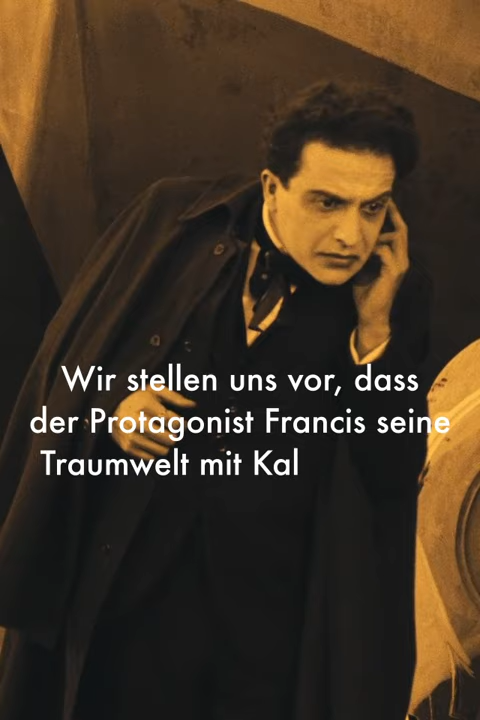 Wir stellen uns vor, dass
der Protagonist Francis seine
Traumwelt mit Kal